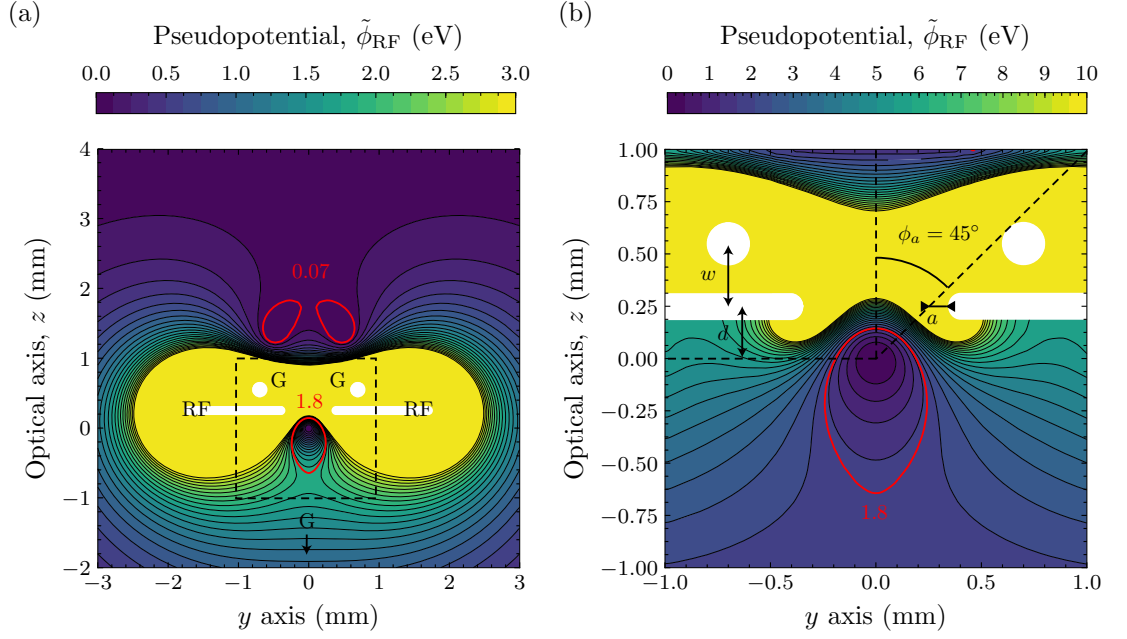 (a)
Pseudopotential, ϕ̃RF (eV)
0.0 0.5 1.0 1.5 2.0 2.5 3.0
4
3
2
1
0
−1
−2
Optical axis, z (mm)
0.07
G G
1.8
RF RF
G
−3 −2 −1 0 1 2 3
y axis (mm)
(b)
Pseudopotential, ϕ̃RF (eV)
0 1 2 3 4 5 6 7 8 9 10
1.00
0.75
0.50
0.25
0.00
−0.25
−0.50
−0.75
−1.00
Optical axis, z (mm)
ϕa = 45°
w
a
d
1.8
−1.0 −0.5 0.0 0.5 1.0
y axis (mm)